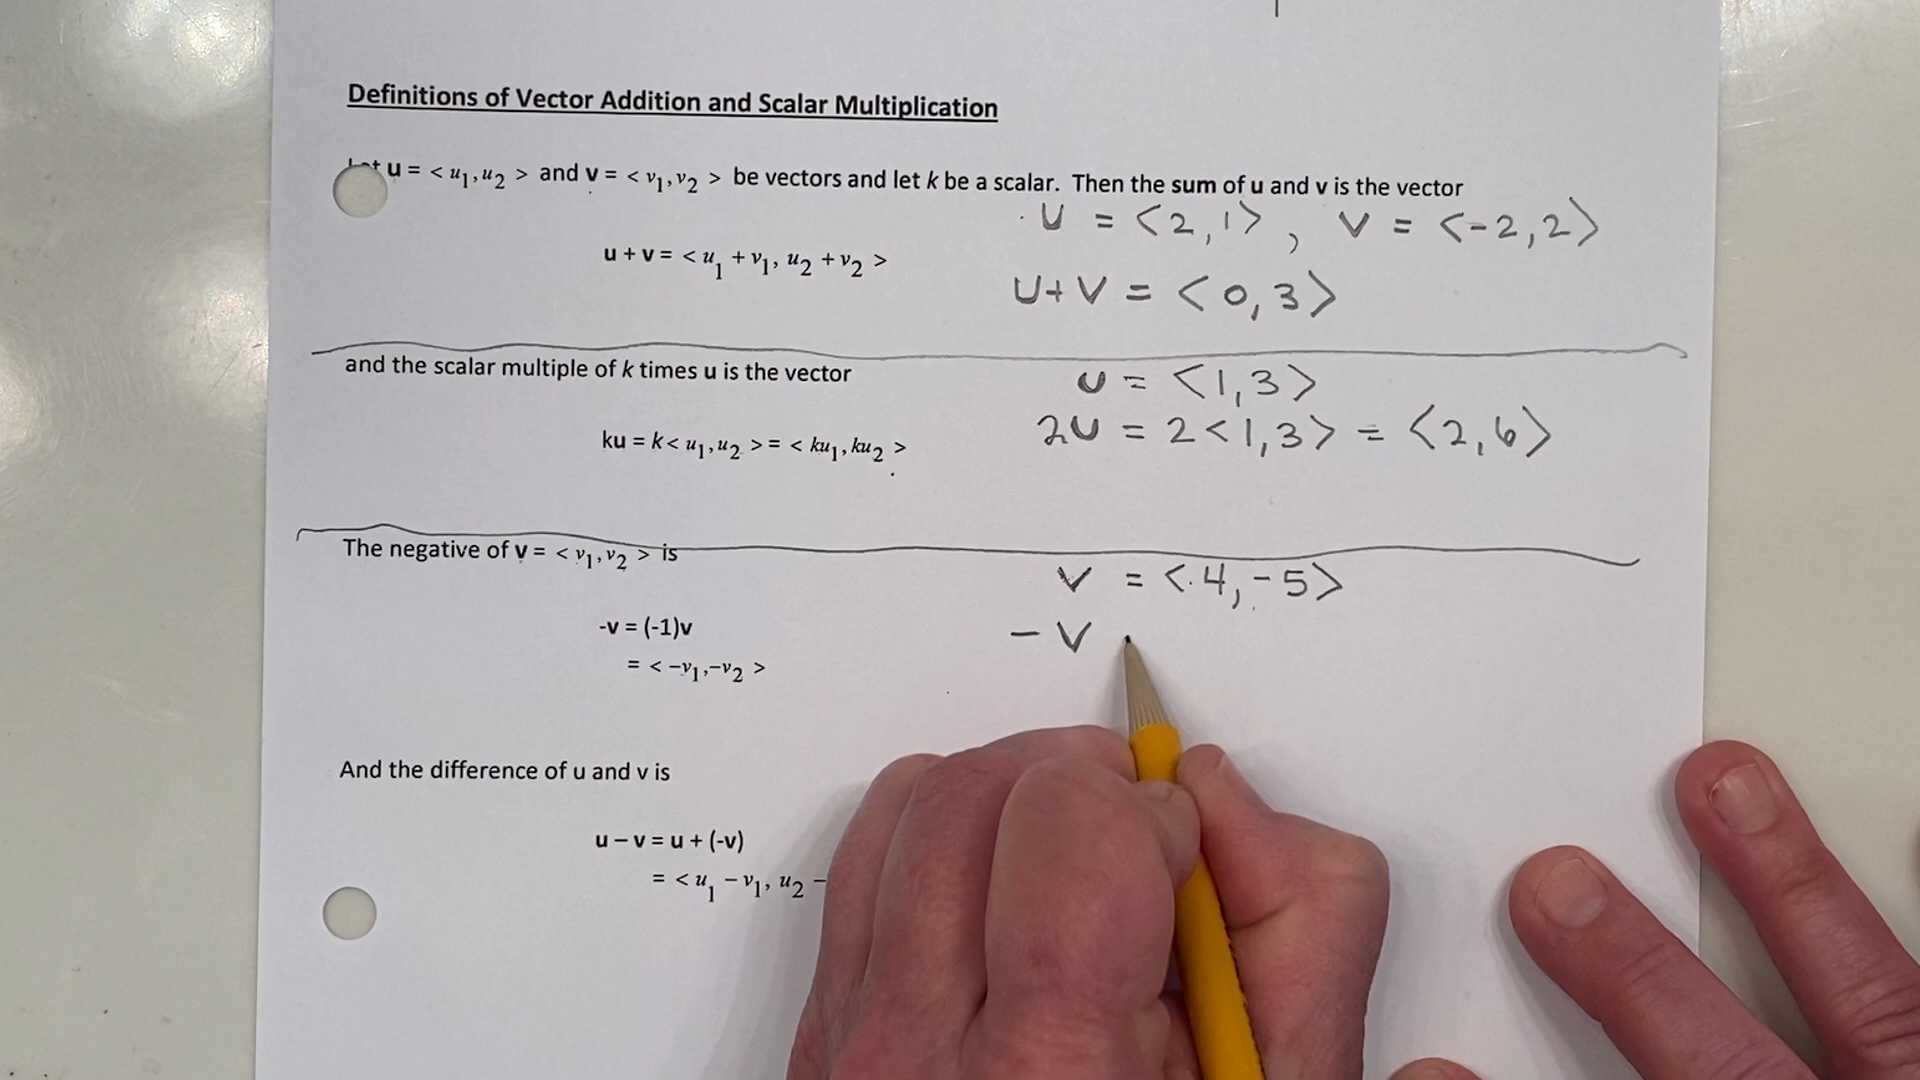 Definitions of Vector Addition and Scalar Multiplication
u = < u1, u2 > and v = < v1, v2 > be vectors and let k be a scalar. Then the sum of u and v is the vector
U = <2, 1>, V = <-2, 2>
u + v = < u1 + v1, u2 + v2 >
U+V = <0, 3>
and the scalar multiple of k times u is the vector
U = <1, 3>
2U = 2<1, 3> = <2, 6>
ku = k< u1, u2 > = < ku1, ku2 >
The negative of v = < v1, v2 > is
V = <4, -5>
-v = (-1)v
- V
= < −v1, −v2 >
And the difference of u and v is
u – v = u + (-v)
= < u1 − v1, u2 −